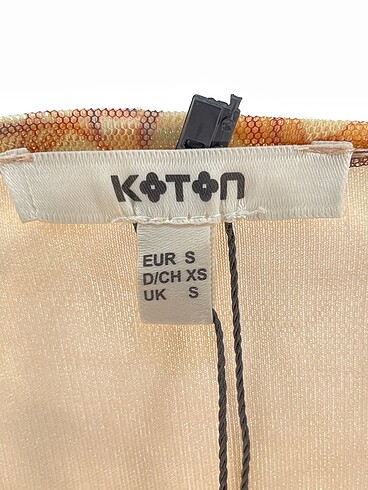 KOTON
EUR S
D/CH XS
UK S